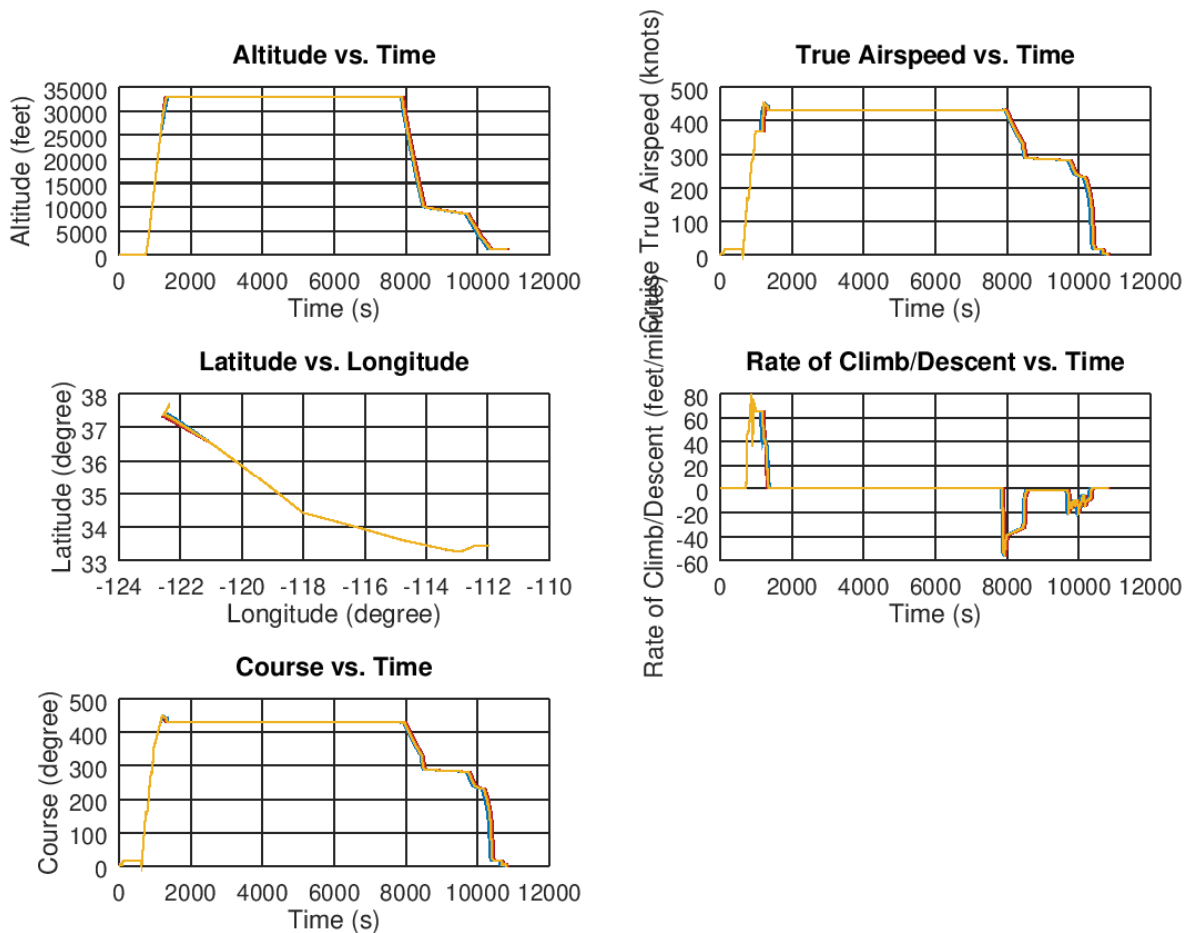 Altitude vs. Time
Altitude (feet)
35000
30000
25000
20000
15000
10000
5000
0
0 2000 4000 6000 8000 10000 12000
Time (s)
True Airspeed vs. Time
Cruise True Airspeed (knots)
500
400
300
200
100
0
0 2000 4000 6000 8000 10000 12000
Time (s)
Latitude vs. Longitude
Latitude (degree)
38
37
36
35
34
33
-124 -122 -120 -118 -116 -114 -112 -110
Longitude (degree)
Rate of Climb/Descent vs. Time
Rate of Climb/Descent (feet/minute)
80
60
40
20
0
-20
-40
-60
0 2000 4000 6000 8000 10000 12000
Time (s)
Course vs. Time
Course (degree)
500
400
300
200
100
0
0 2000 4000 6000 8000 10000 12000
Time (s)